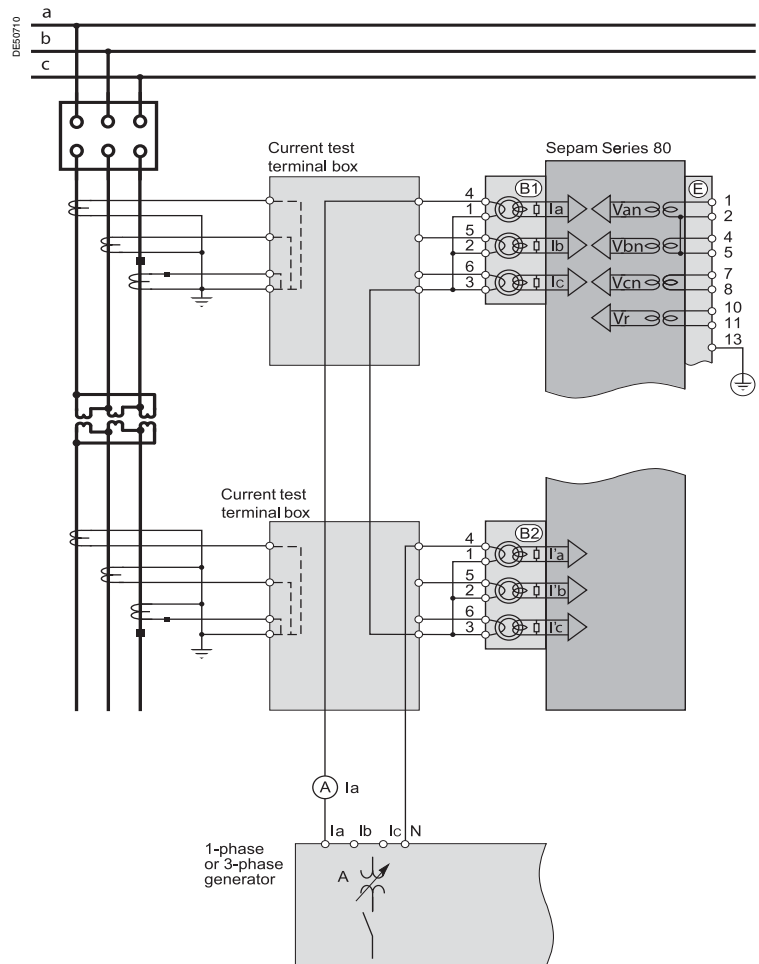 DE50710
a
b
c
Current test
terminal box
Sepam Series 80
4
1
5
2
6
3
B1
Ia
Ib
Ic
Van
Vbn
Vcn
Vr
E
1
2
4
5
7
8
10
11
13
Current test
terminal box
4
1
5
2
6
3
B2
I'a
I'b
I'c
A Ia
Ia Ib Ic N
1-phase
or 3-phase
generator
A